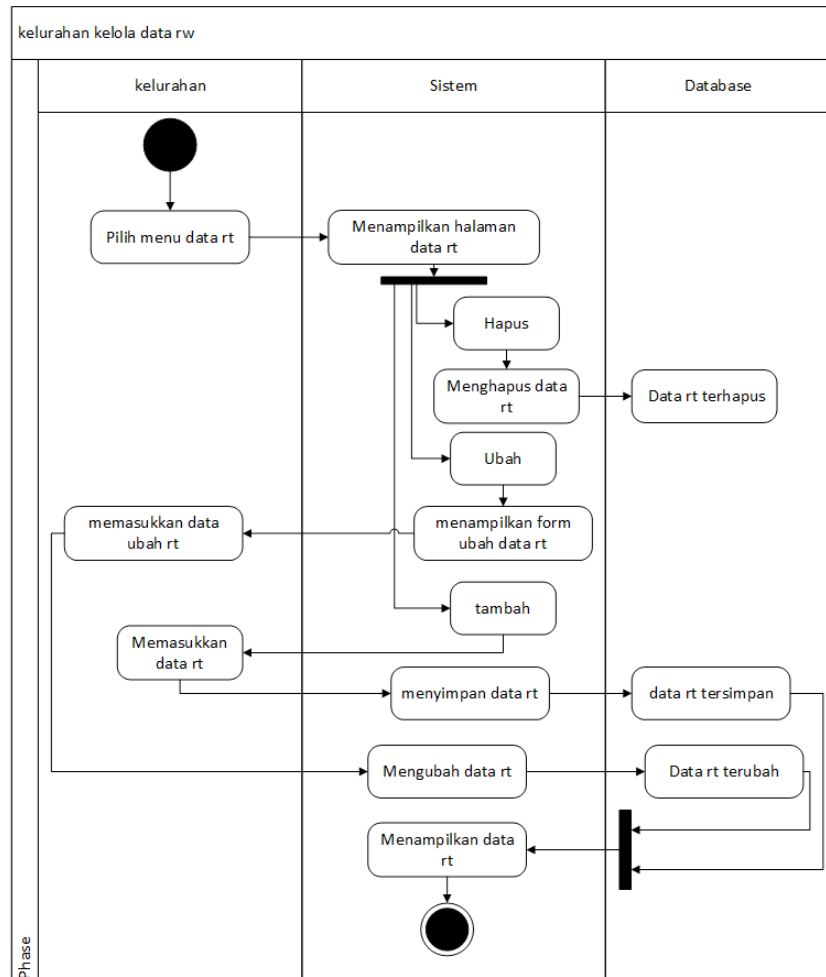 kelurahan kelola data rw
kelurahan
Sistem
Database
Pilih menu data rt
Menampilkan halaman
data rt
Hapus
Menghapus data
rt
Data rt terhapus
Ubah
memasukkan data
ubah rt
menampilkan form
ubah data rt
tambah
Memasukkan
data rt
menyimpan data rt
data rt tersimpan
Mengubah data rt
Data rt terubah
Menampilkan data
rt
Phase